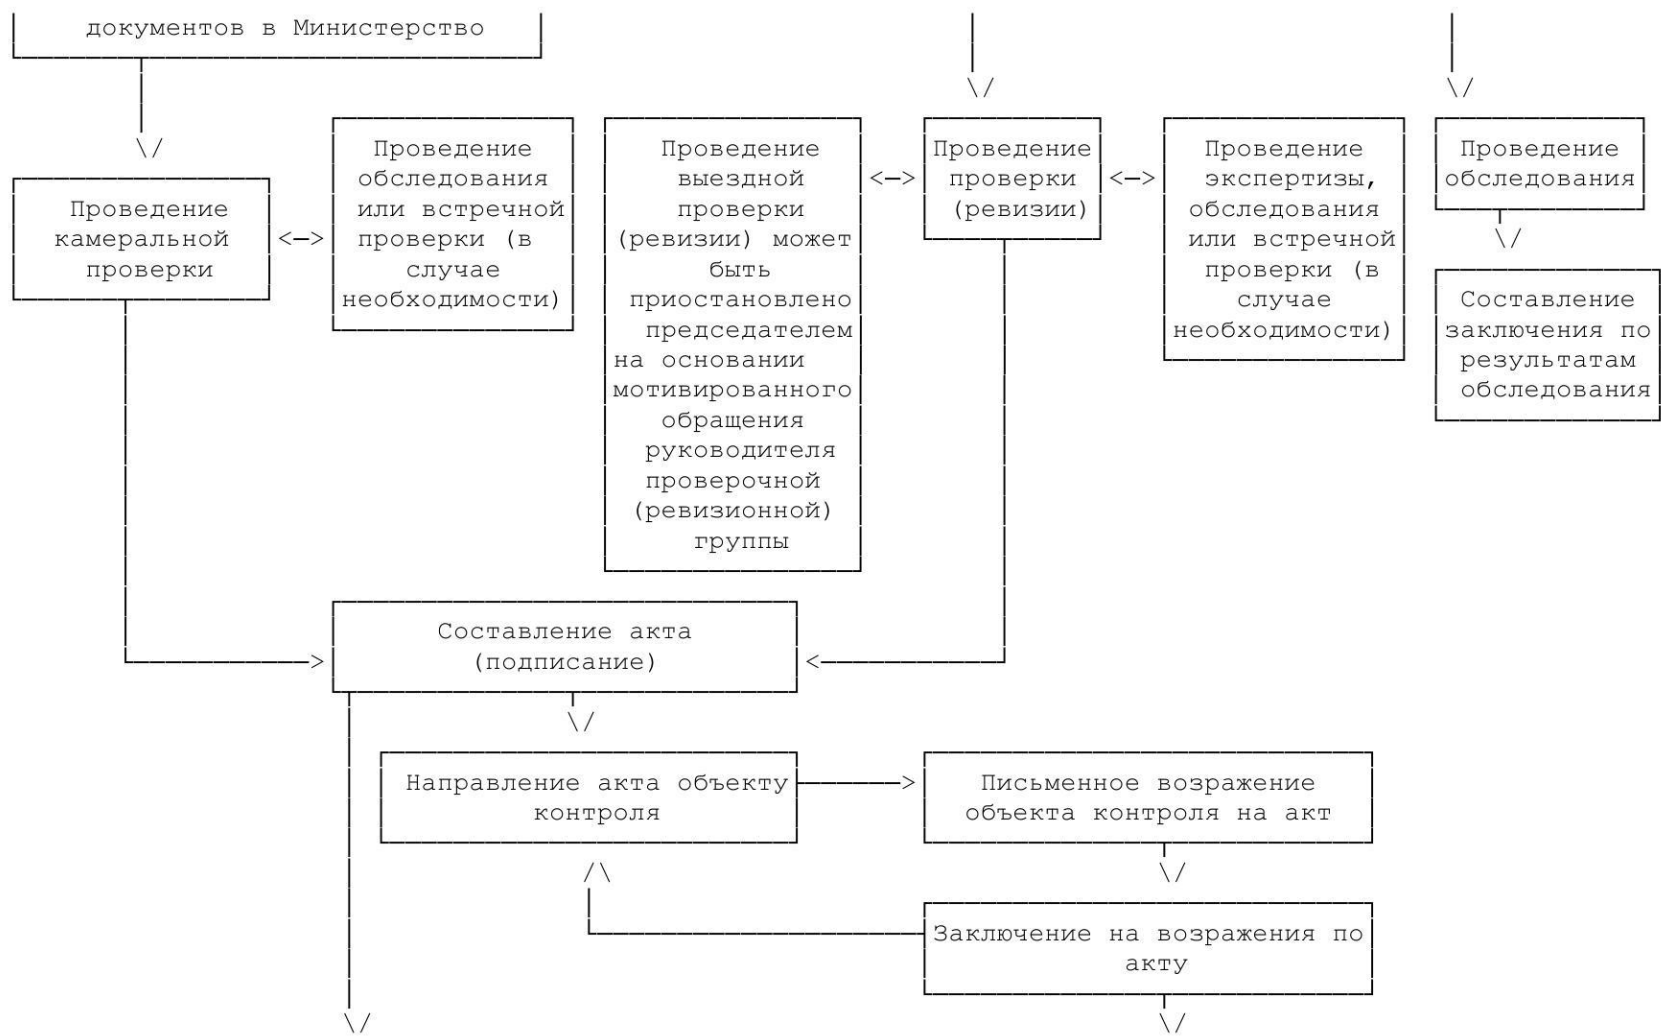 документов в Министерство
Проведение
камеральной
проверки
Проведение
обследования
или встречной
проверки (в
случае
необходимости)
Проведение
выездной
проверки
(ревизии) может
быть
приостановлено
председателем
на основании
мотивированного
обращения
руководителя
проверочной
(ревизионной)
группы
Проведение
проверки
(ревизии)
Проведение
экспертизы,
обследования
или встречной
проверки (в
случае
необходимости)
Проведение
обследования
Составление
заключения по
результатам
обследования
Составление акта
(подписание)
Направление акта объекту
контроля
Письменное возражение
объекта контроля на акт
Заключение на возражения по
акту